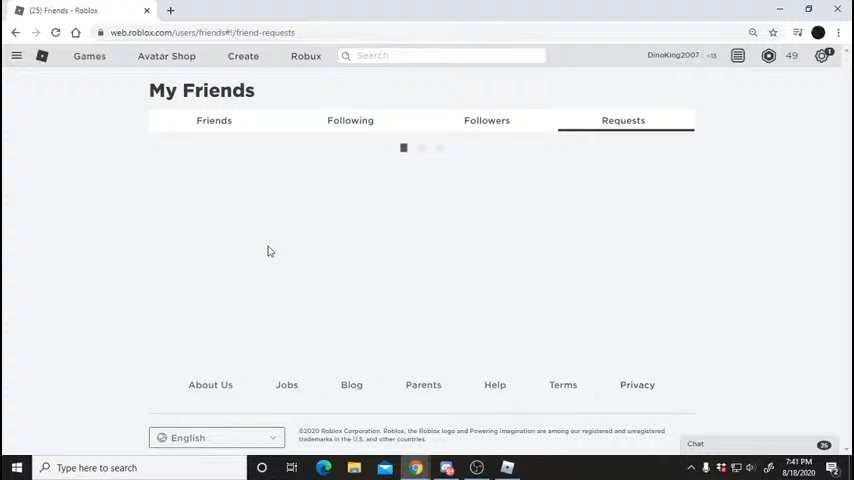 (25) Friends - Roblox
web.roblox.com/users/friends#!/friend-requests
Games
Avatar Shop
Create
Robux
Search
DinoKing2007 : <13
49
1
My Friends
Friends
Following
Followers
Requests
About Us
Jobs
Blog
Parents
Help
Terms
Privacy
English
©2020 Roblox Corporation. Roblox, the Roblox logo and Powering Imagination are among our registered and unregistered
trademarks in the U.S. and other countries.
Chat
25
Type here to search
7:41 PM
8/18/2020
2